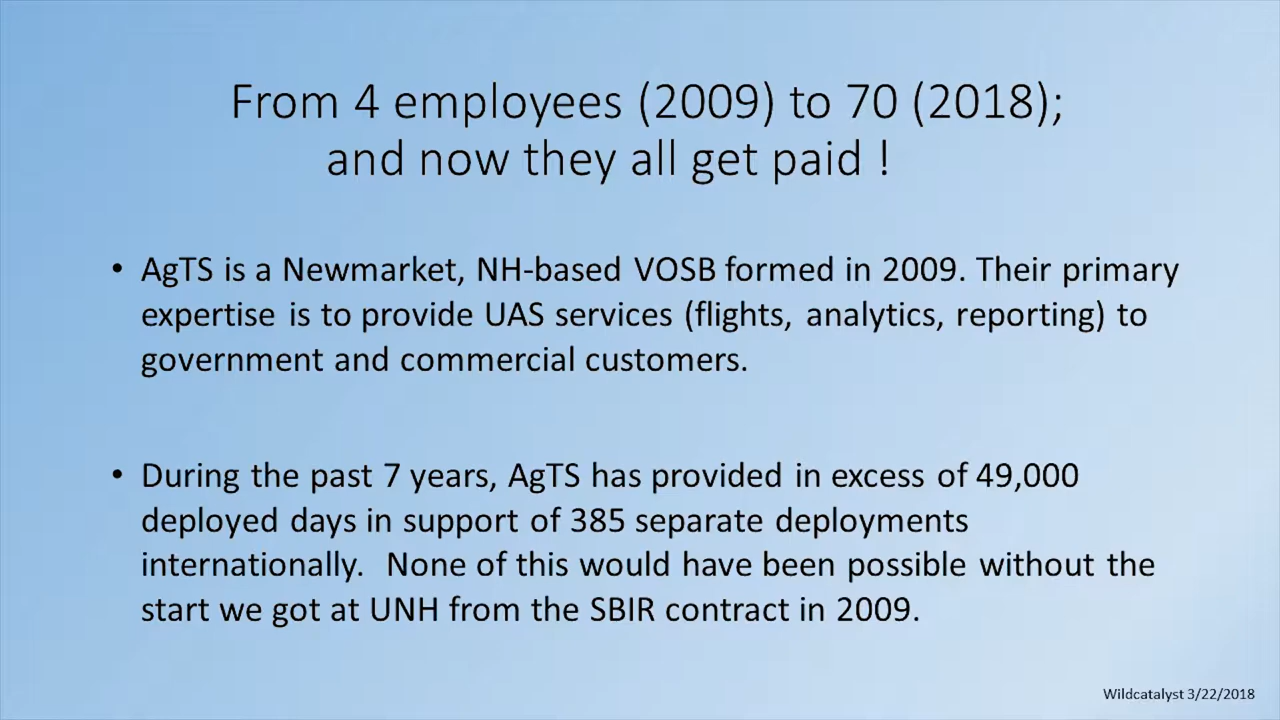 From 4 employees (2009) to 70 (2018);
and now they all get paid !
• AgTS is a Newmarket, NH-based VOSB formed in 2009. Their primary
expertise is to provide UAS services (flights, analytics, reporting) to
government and commercial customers.
• During the past 7 years, AgTS has provided in excess of 49,000
deployed days in support of 385 separate deployments
internationally.  None of this would have been possible without the
start we got at UNH from the SBIR contract in 2009.
Wildcatalyst 3/22/2018